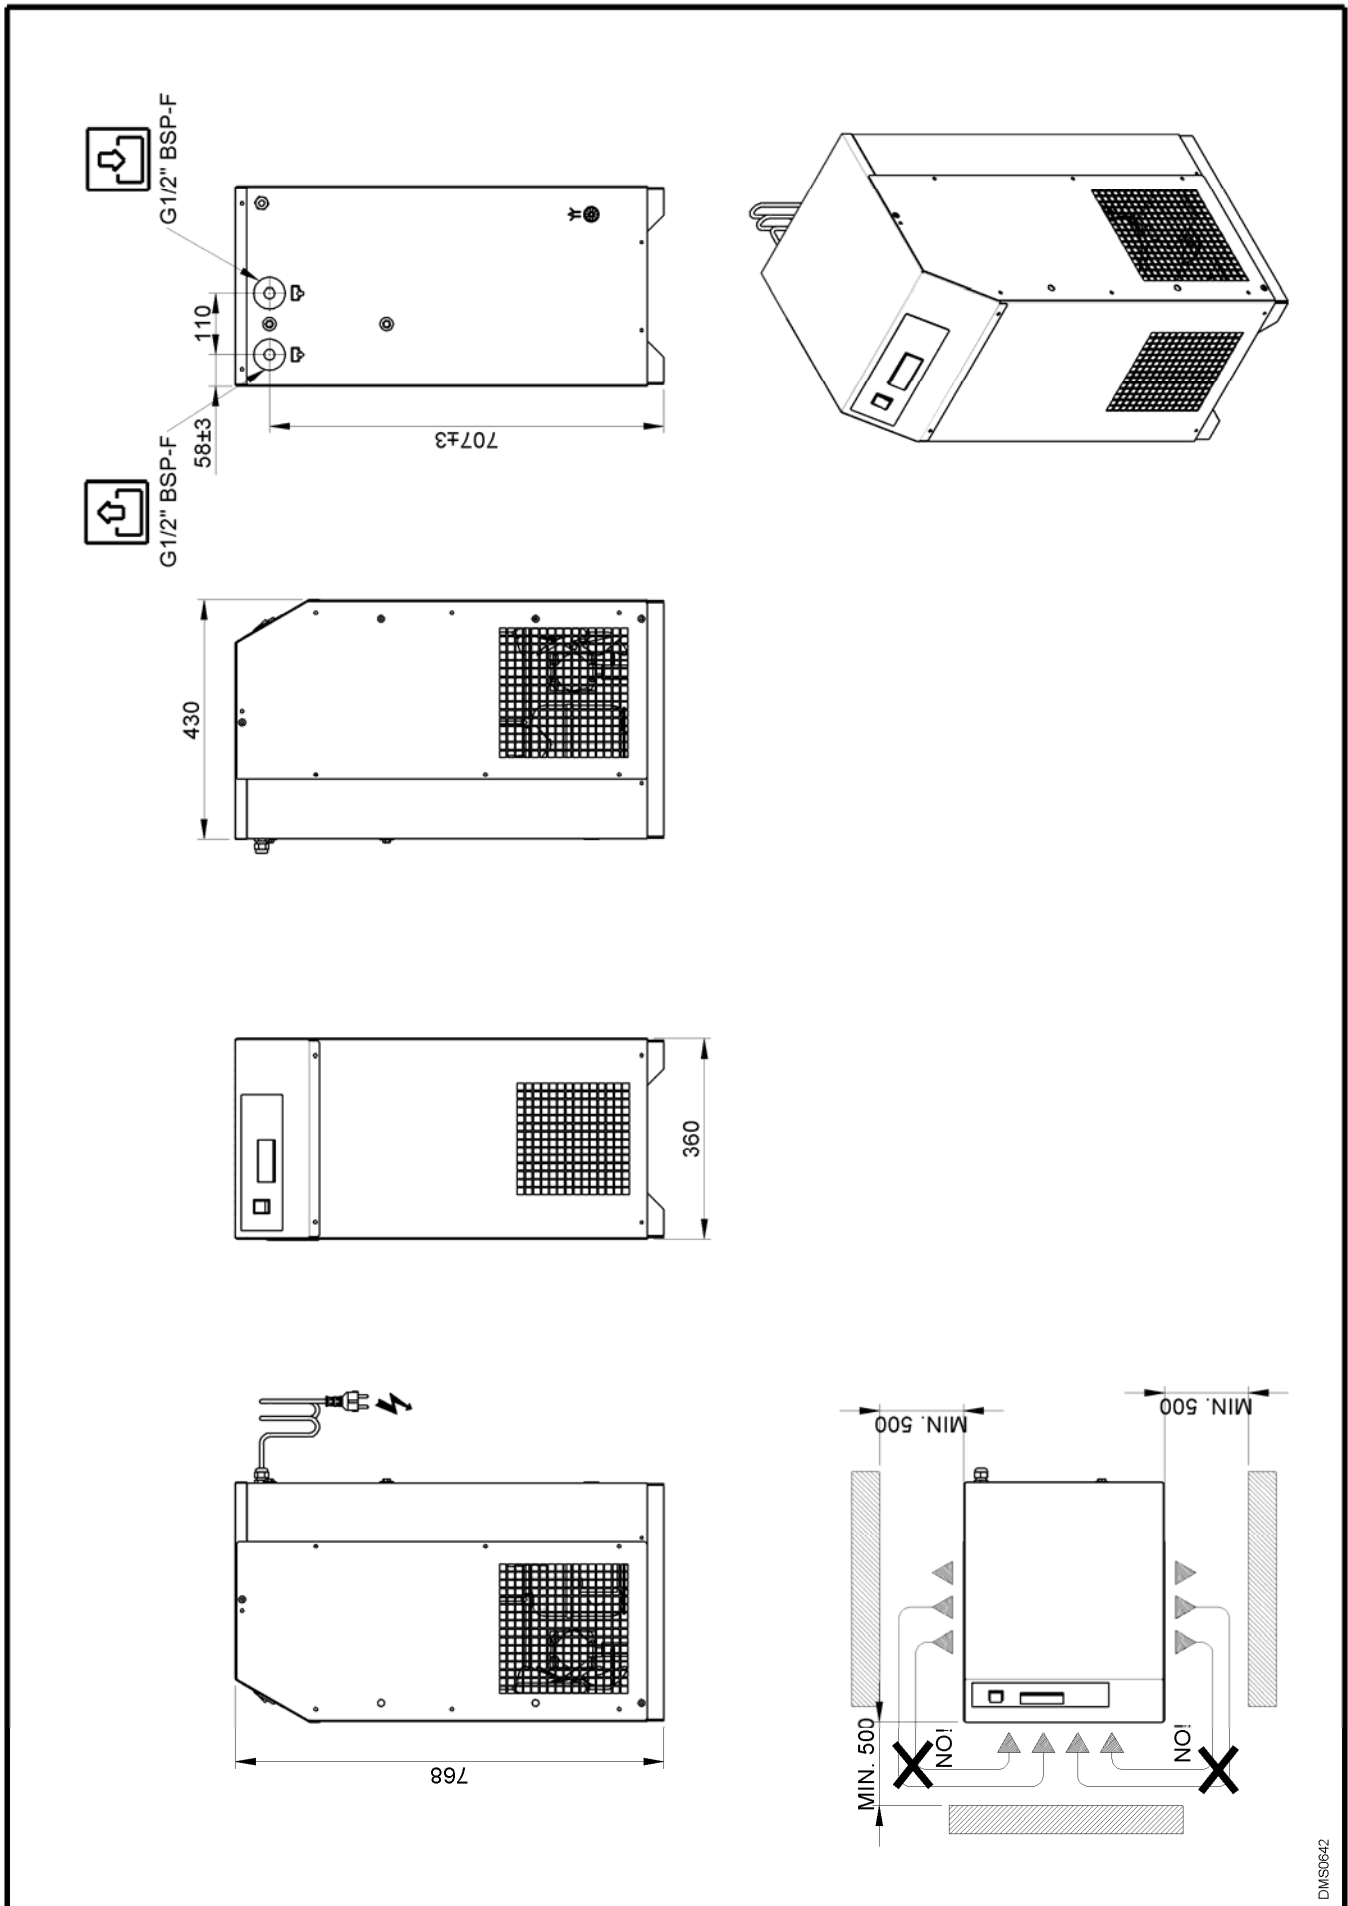 G1/2" BSP-F
110
58±3
707±3
G1/2" BSP-F
430
360
768
MIN. 500
MIN. 500
MIN. 500
NO!
NO!
DMS0642